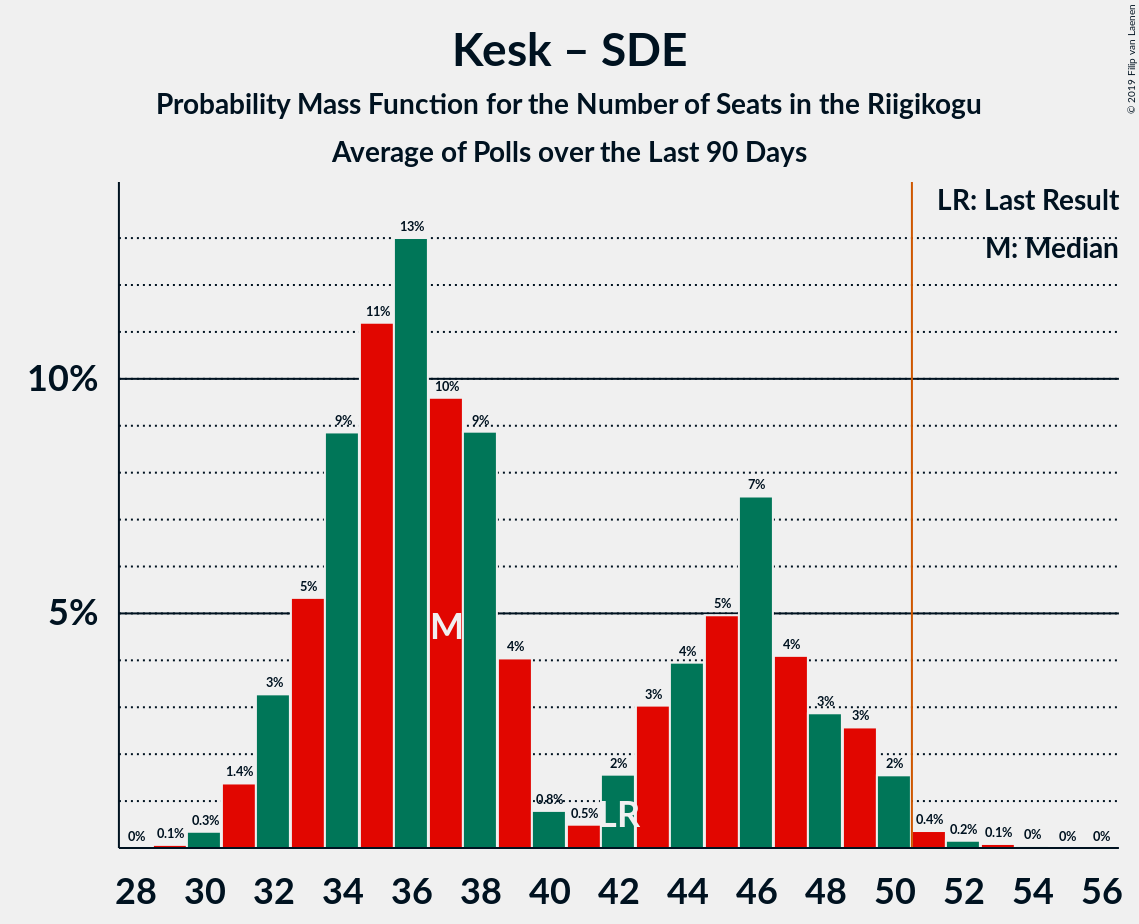 Kesk – SDE
Probability Mass Function for the Number of Seats in the Riigikogu
Average of Polls over the Last 90 Days
© 2019 Filip van Laenen
LR: Last Result
M: Median
10%
5%
0% 0.1% 0.3% 1.4% 3% 5% 9% 11% 13% 10% 9% 4% 0.8% 0.5% 2% 3% 4% 5% 7% 4% 3% 3% 2% 0.4% 0.2% 0.1% 0% 0% 0%
M
LR
28 30 32 34 36 38 40 42 44 46 48 50 52 54 56